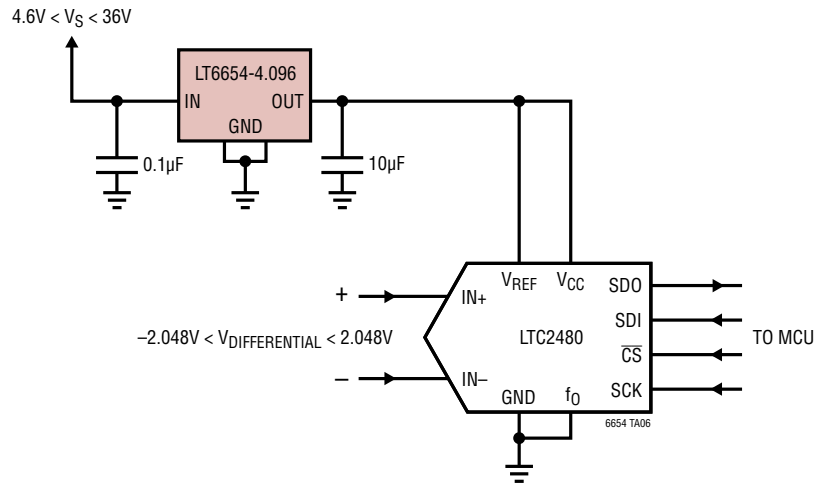 4.6V < VS < 36V
LT6654-4.096
IN
OUT
GND
0.1µF
10µF
VREF
VCC
SDO
+
IN+
SDI
–2.048V < VDIFFERENTIAL < 2.048V
LTC2480
TO MCU
CS
–
IN–
GND
fO
SCK
6654 TA06